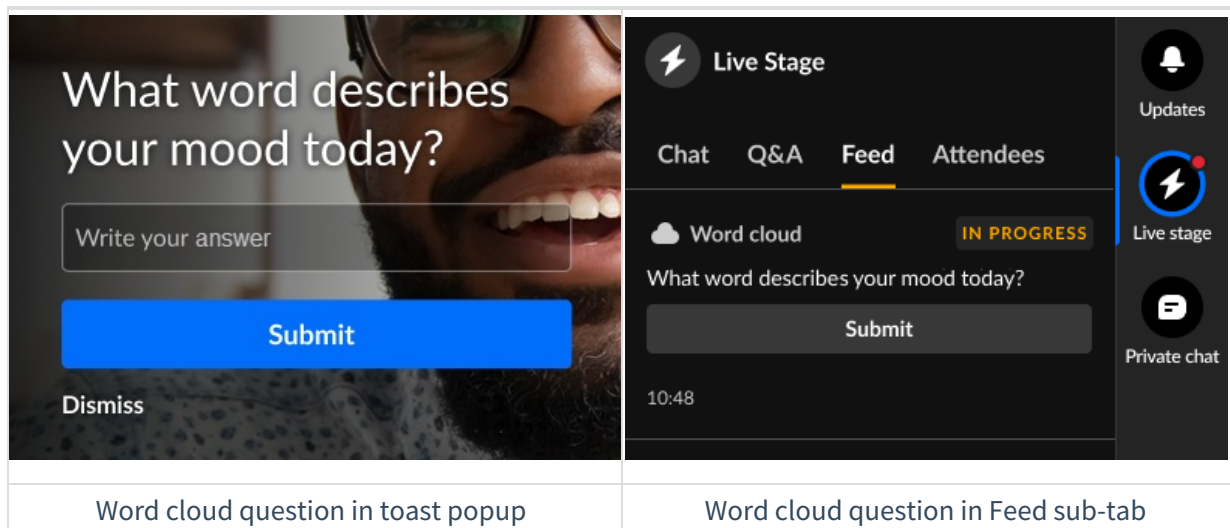 What word describes
your mood today?
Write your answer
Submit
Dismiss
Live Stage
Chat Q&A Feed Attendees
Word cloud IN PROGRESS
What word describes your mood today?
Submit
10:48
Updates
Live stage
Private chat
Word cloud question in toast popup
Word cloud question in Feed sub-tab